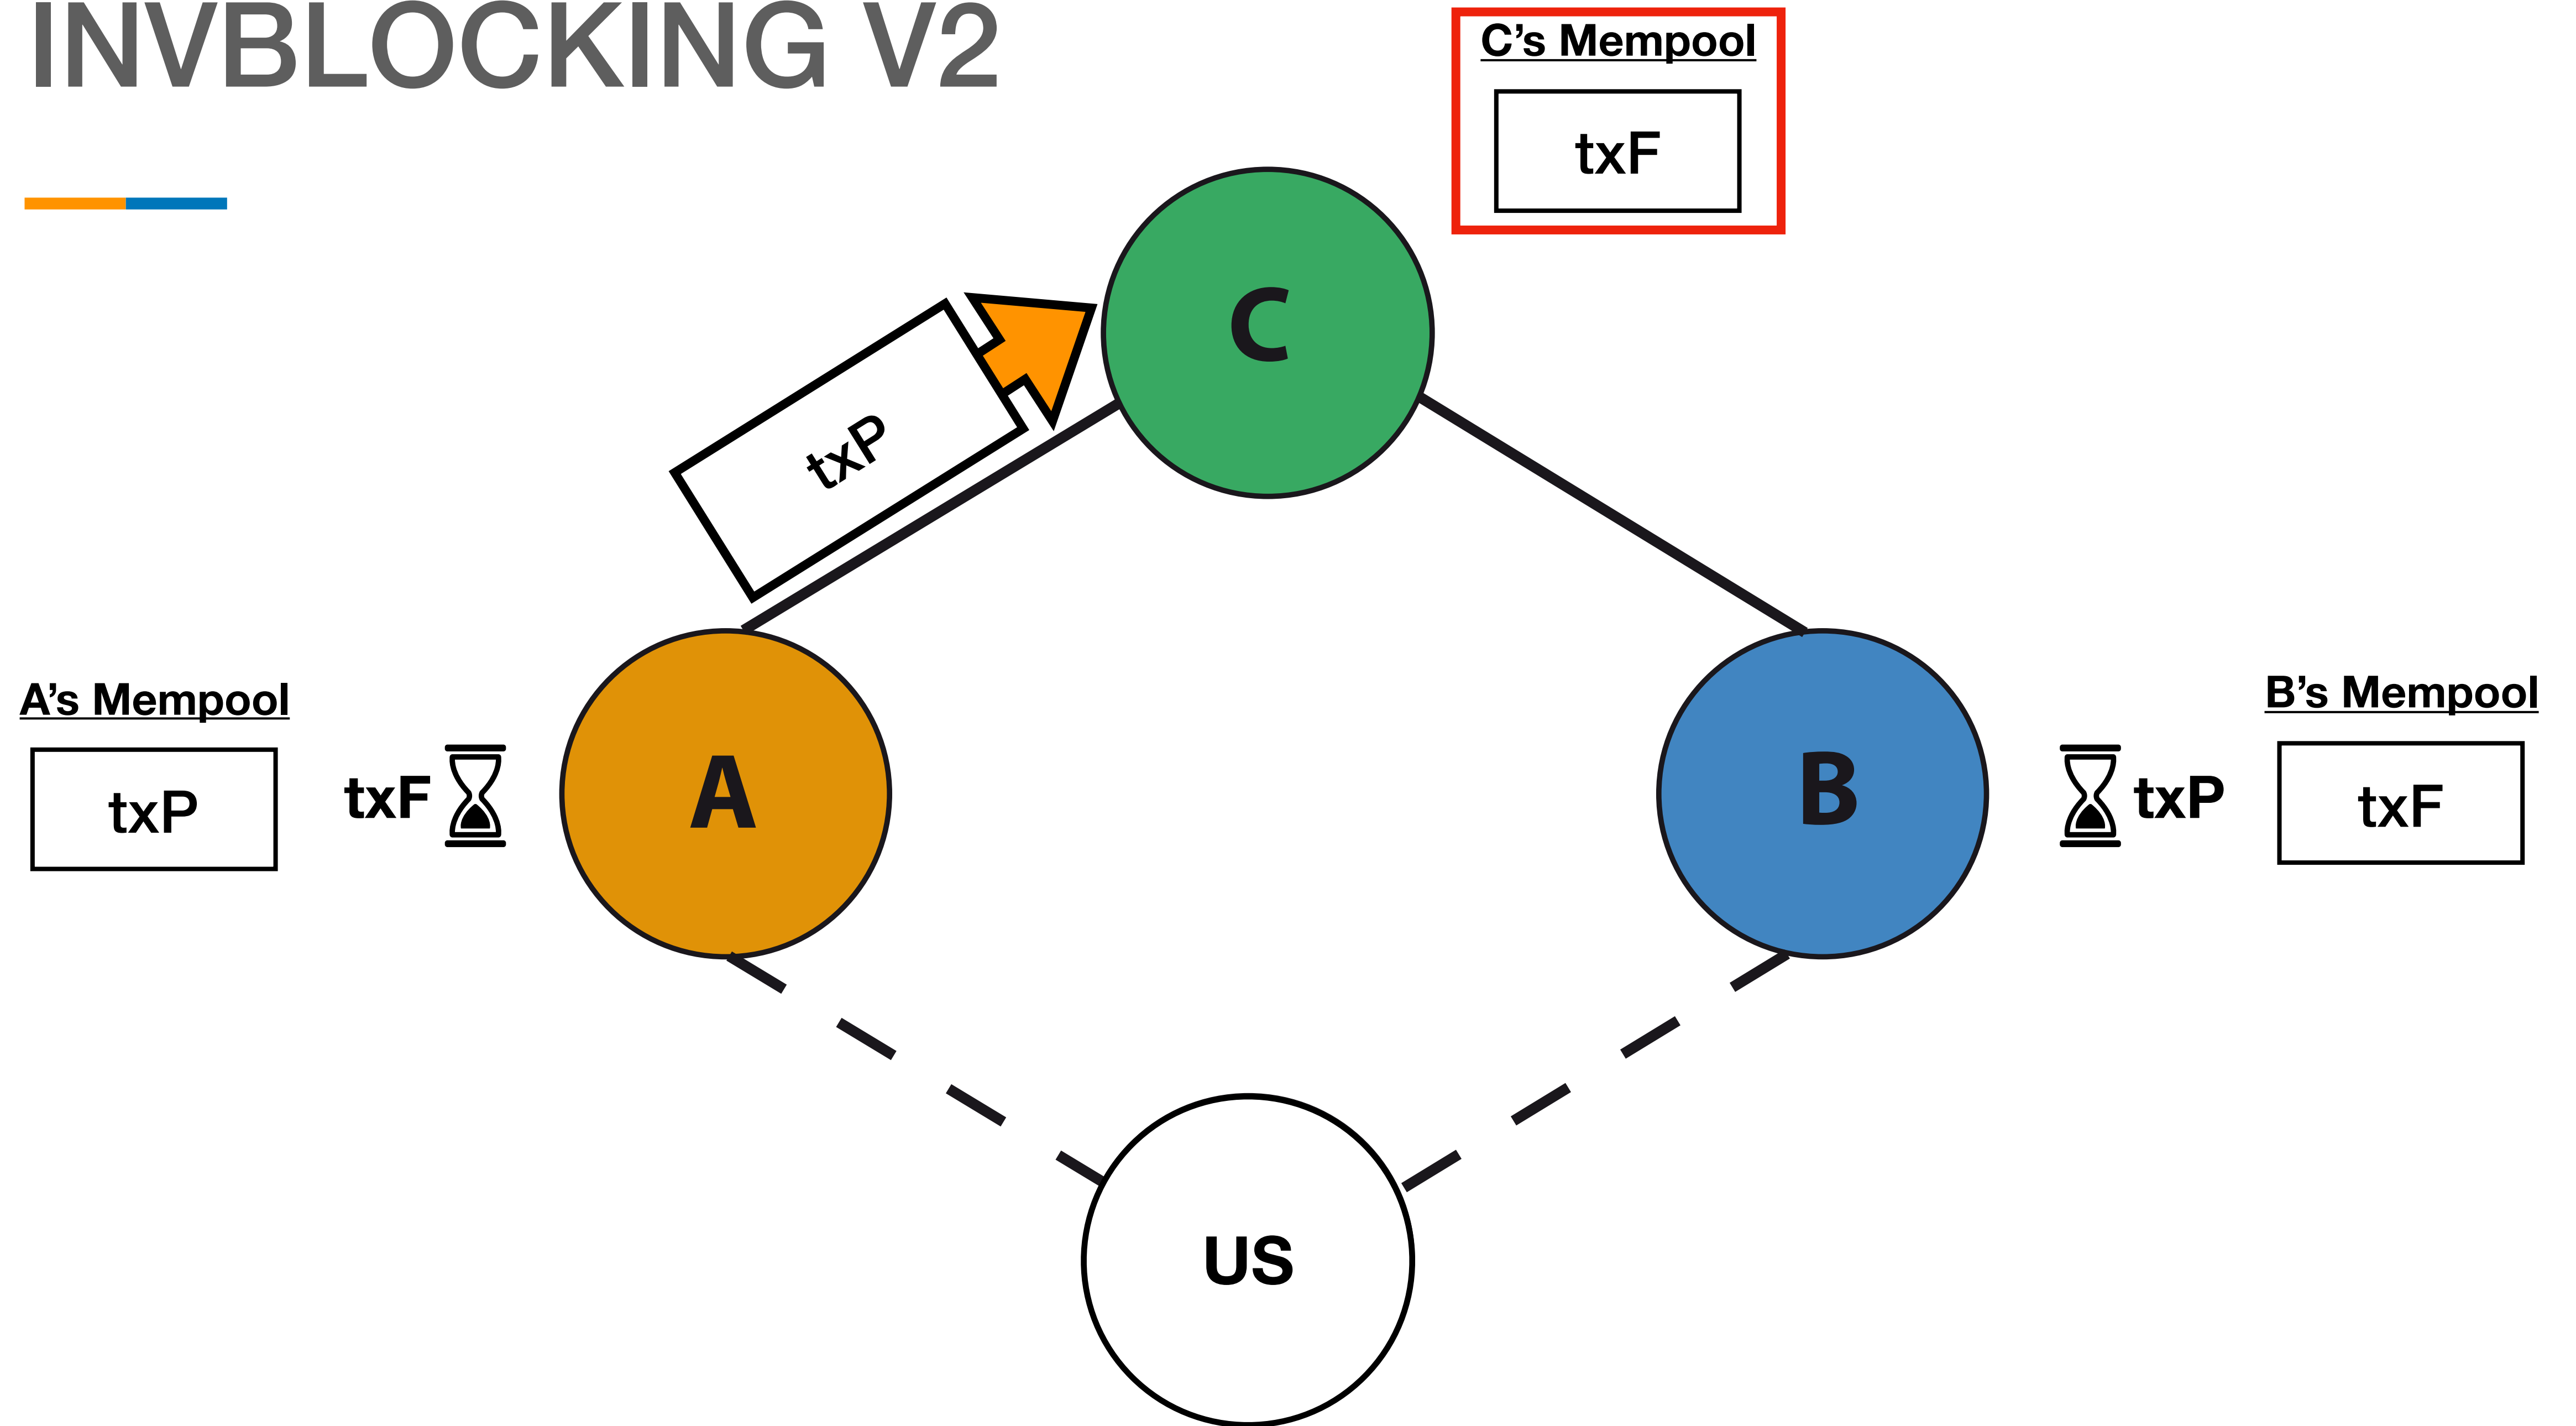 INVBLOCKING V2
C’s Mempool
txF
C
txP
A’s Mempool
txP
txF
A
B
txP
B’s Mempool
txF
US